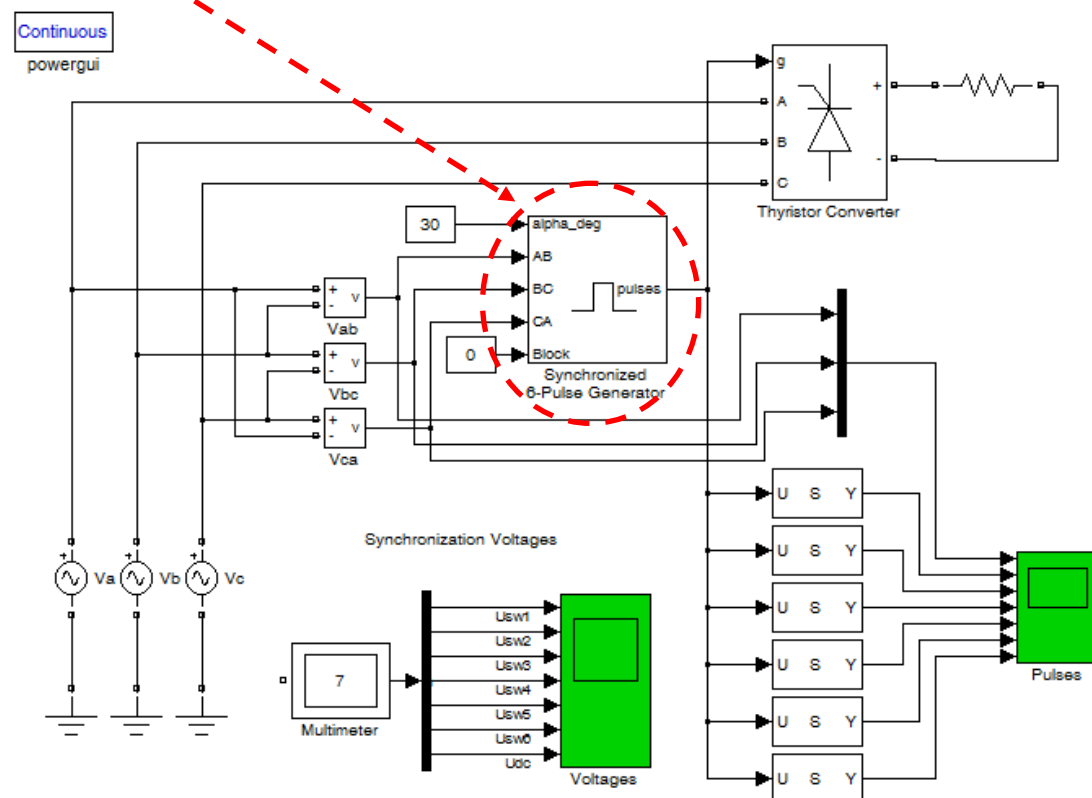 Continuous
powergui
g
A
B
C
+
-
Thyristor Converter
30
alpha_deg
AB
BC
CA
Block
pulses
0
Synchronized
6-Pulse Generator
+
-
v
Vab
+
-
v
Vbc
+
-
v
Vca
Synchronization Voltages
+
Va
+
Vb
+
Vc
7
Multimeter
Usw1
Usw2
Usw3
Usw4
Usw5
Usw6
Udc
Voltages
U S Y
U S Y
U S Y
U S Y
U S Y
U S Y
Pulses